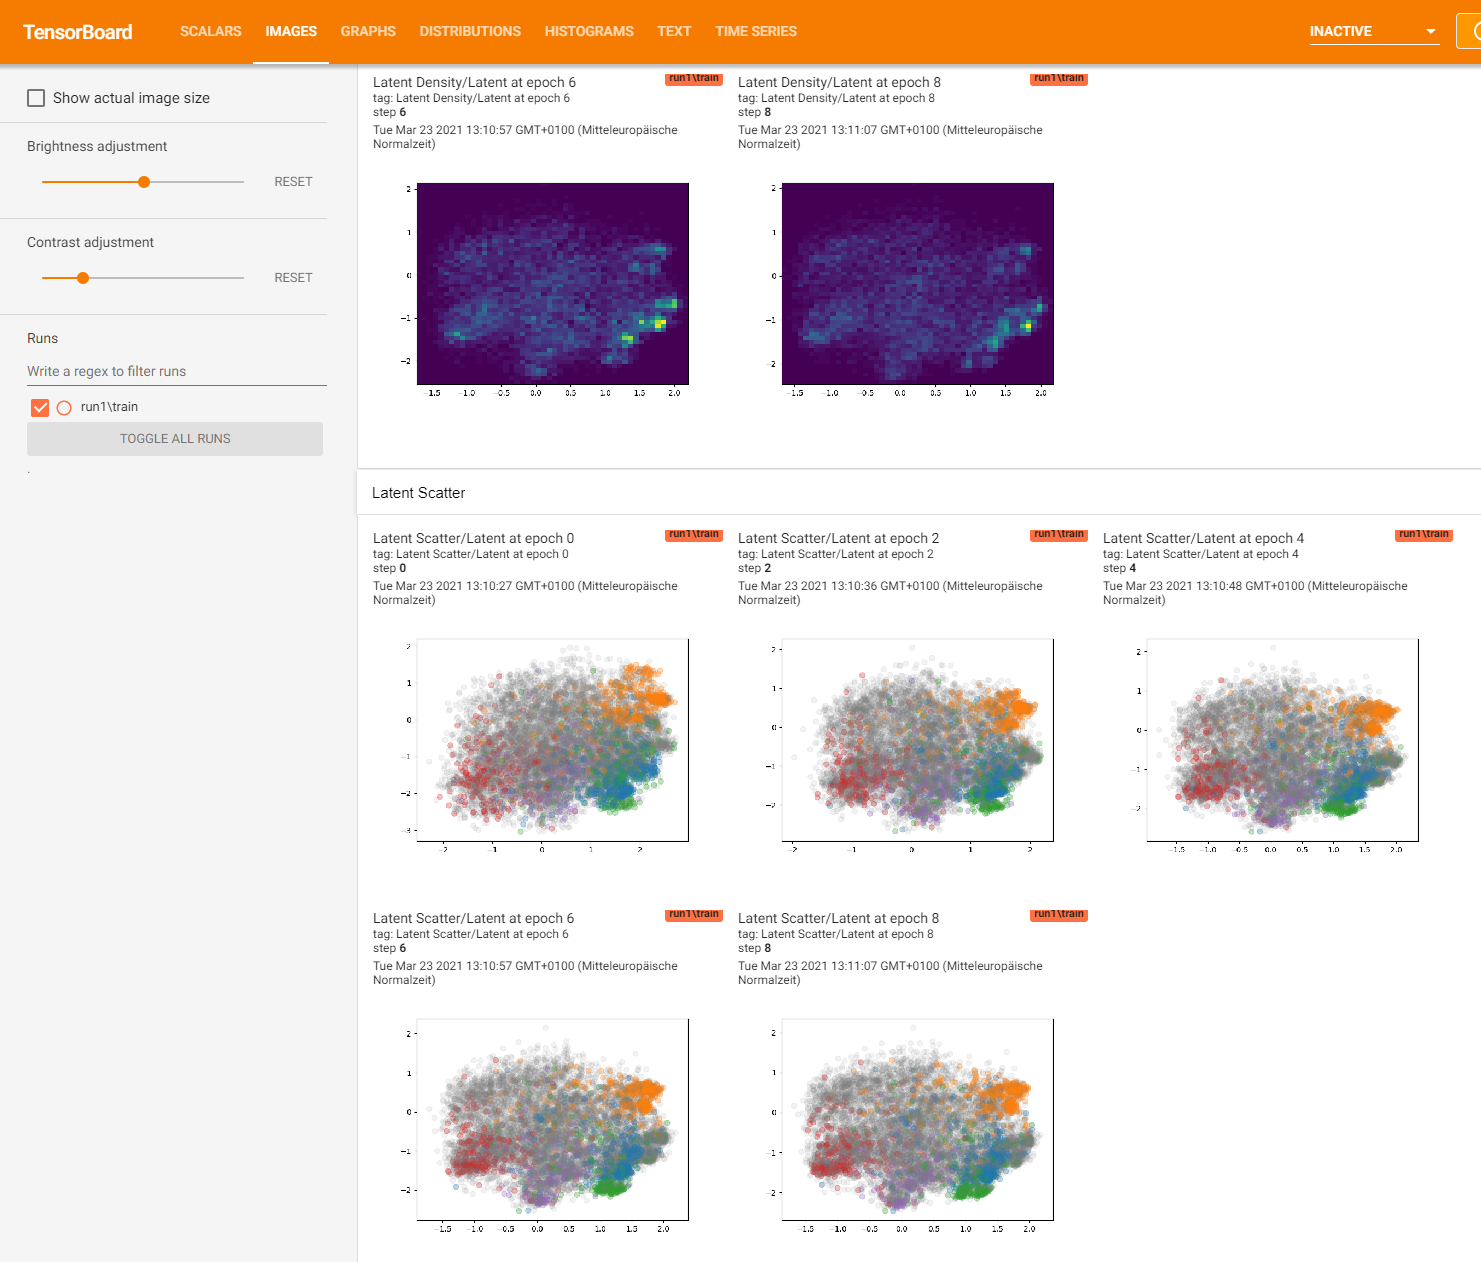 TensorBoard SCALARS IMAGES GRAPHS DISTRIBUTIONS HISTOGRAMS TEXT TIME SERIES INACTIVE
Show actual image size
Brightness adjustment
RESET
Contrast adjustment
RESET
Runs
Write a regex to filter runs
run1\train
TOGGLE ALL RUNS
.
Latent Density/Latent at epoch 6 run1\train
tag: Latent Density/Latent at epoch 6
step 6
Tue Mar 23 2021 13:10:57 GMT+0100 (Mitteleuropäische
Normalzeit)
2
1
0
−1
−2
−1.5 −1.0 −0.5 0.0 0.5 1.0 1.5 2.0
Latent Density/Latent at epoch 8 run1\train
tag: Latent Density/Latent at epoch 8
step 8
Tue Mar 23 2021 13:11:07 GMT+0100 (Mitteleuropäische
Normalzeit)
2
1
0
−1
−2
−1.5 −1.0 −0.5 0.0 0.5 1.0 1.5 2.0
Latent Scatter
Latent Scatter/Latent at epoch 0 run1\train
tag: Latent Scatter/Latent at epoch 0
step 0
Tue Mar 23 2021 13:10:27 GMT+0100 (Mitteleuropäische
Normalzeit)
2
1
0
−1
−2
−3
−2 −1 0 1 2
Latent Scatter/Latent at epoch 2 run1\train
tag: Latent Scatter/Latent at epoch 2
step 2
Tue Mar 23 2021 13:10:36 GMT+0100 (Mitteleuropäische
Normalzeit)
2
1
0
−1
−2
−2 −1 0 1 2
Latent Scatter/Latent at epoch 4 run1\train
tag: Latent Scatter/Latent at epoch 4
step 4
Tue Mar 23 2021 13:10:48 GMT+0100 (Mitteleuropäische
Normalzeit)
2
1
0
−1
−2
−1.5 −1.0 −0.5 0.0 0.5 1.0 1.5 2.0
Latent Scatter/Latent at epoch 6 run1\train
tag: Latent Scatter/Latent at epoch 6
step 6
Tue Mar 23 2021 13:10:57 GMT+0100 (Mitteleuropäische
Normalzeit)
2
1
0
−1
−2
−1.5 −1.0 −0.5 0.0 0.5 1.0 1.5 2.0
Latent Scatter/Latent at epoch 8 run1\train
tag: Latent Scatter/Latent at epoch 8
step 8
Tue Mar 23 2021 13:11:07 GMT+0100 (Mitteleuropäische
Normalzeit)
2
1
0
−1
−2
−1.5 −1.0 −0.5 0.0 0.5 1.0 1.5 2.0